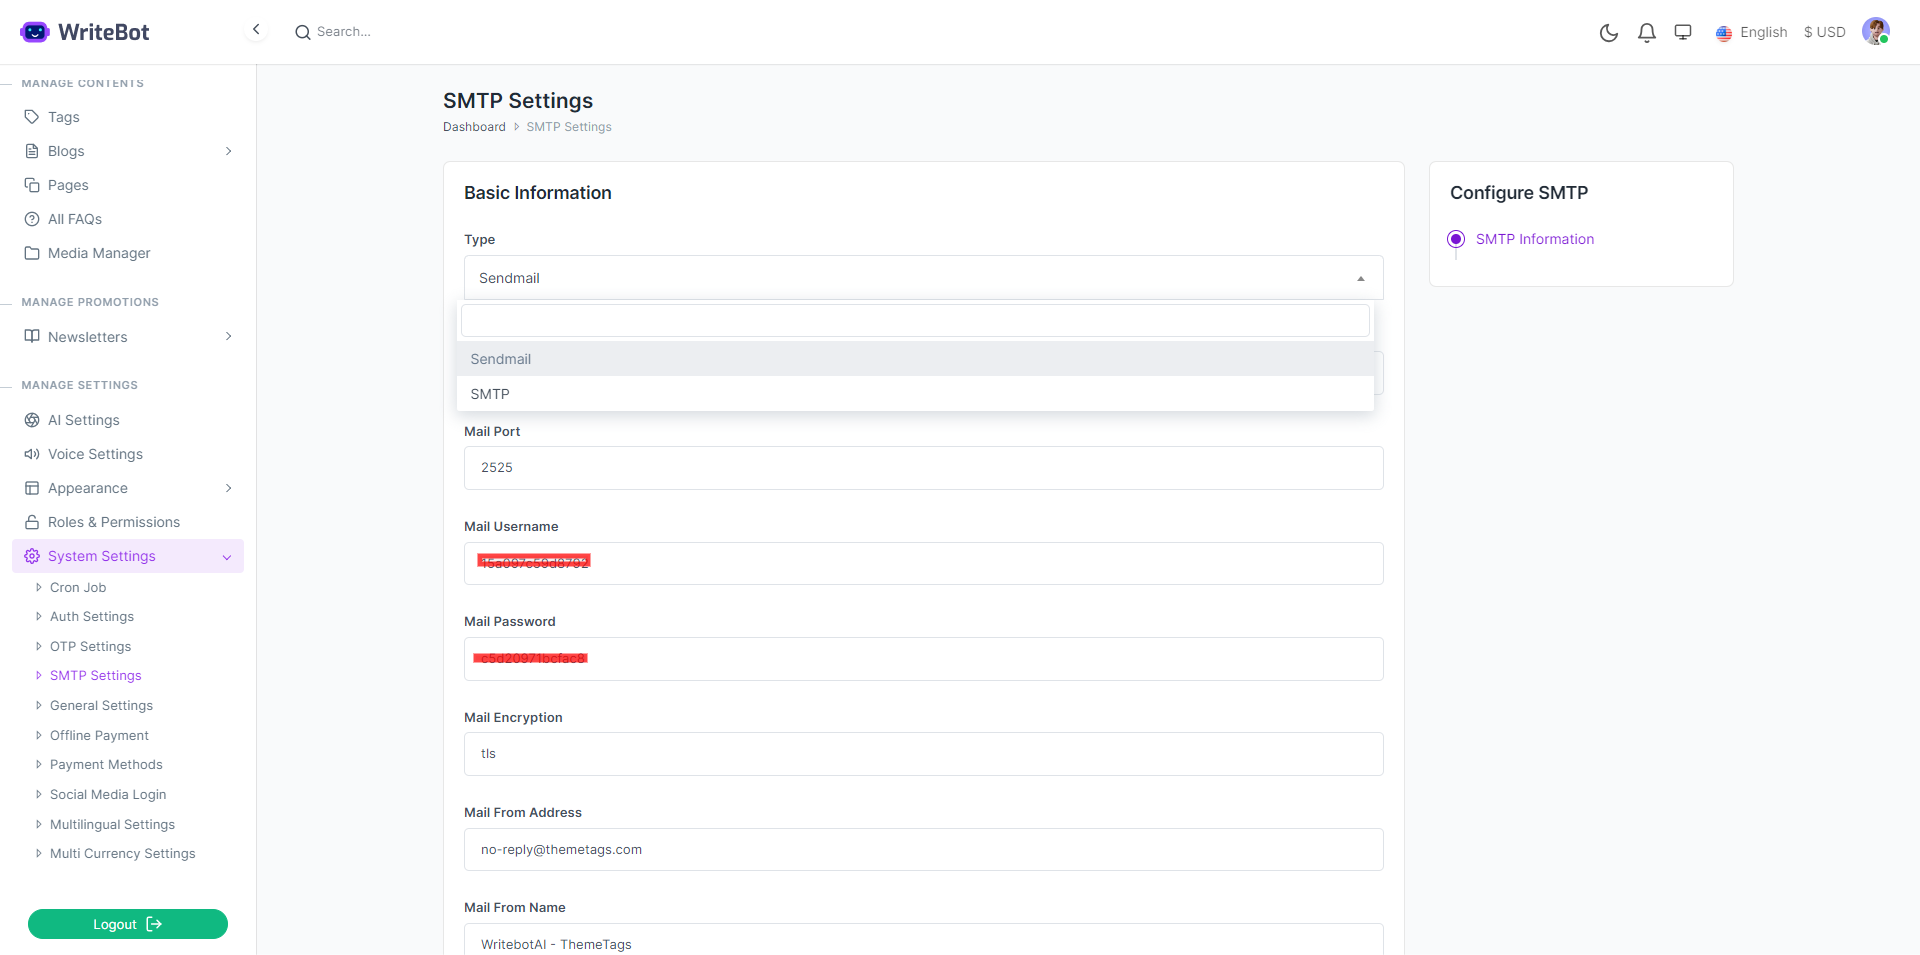 WriteBot
Search...
English
$ USD
MANAGE CONTENTS
Tags
Blogs
Pages
All FAQs
Media Manager
MANAGE PROMOTIONS
Newsletters
MANAGE SETTINGS
AI Settings
Voice Settings
Appearance
Roles & Permissions
System Settings
Cron Job
Auth Settings
OTP Settings
SMTP Settings
General Settings
Offline Payment
Payment Methods
Social Media Login
Multilingual Settings
Multi Currency Settings
Logout
SMTP Settings
Dashboard
SMTP Settings
Basic Information
Type
Sendmail
Sendmail
SMTP
Mail Port
2525
Mail Username
Mail Password
Mail Encryption
tls
Mail From Address
no-reply@themetags.com
Mail From Name
WritebotAI - ThemeTags
Configure SMTP
SMTP Information